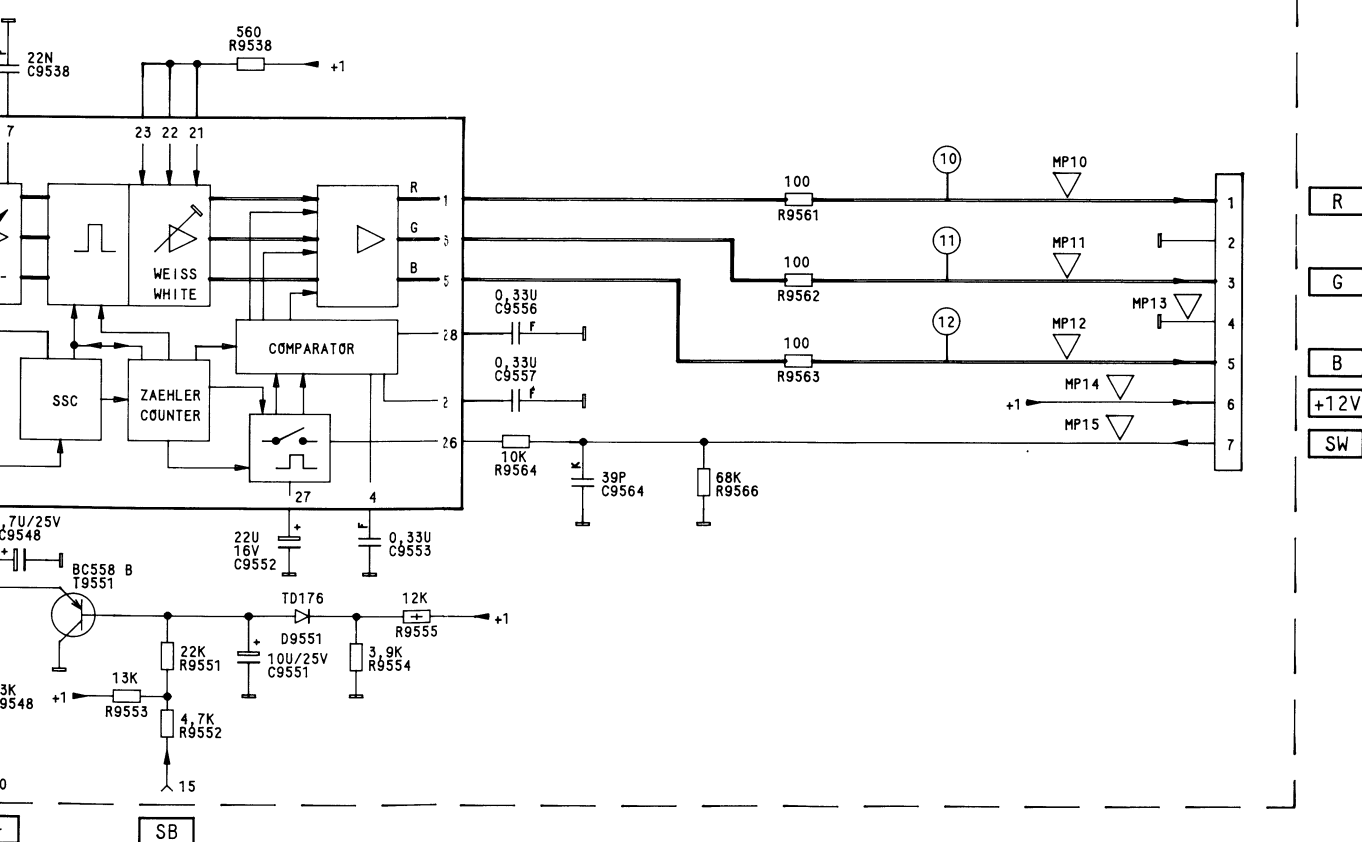 560
R9538
22N
C9538
+1
7
23 22 21
10
MP10
100
R9561
R
1
1
R
2
G
11
MP11
100
R9562
WEISS
WHITE
B
5
3
G
0,33U
C9556
F
MP13
4
12
MP12
100
R9563
COMPARATOR
28
5
B
0,33U
C9557
F
MP14
SSC
ZAEHLER
COUNTER
2
+1
6
+12V
MP15
26
7
SW
10K
R9564
K
39P
C9564
68K
R9566
27
4
,7U/25V
C9548
+
22U
16V
C9552
+
F
0,33U
C9553
BC558 B
T9551
TD176
D9551
12K
R9555
+1
22K
R9551
+
10U/25V
C9551
3,9K
R9554
3K
9548
+1
13K
R9553
4,7K
R9552
0
15
SB